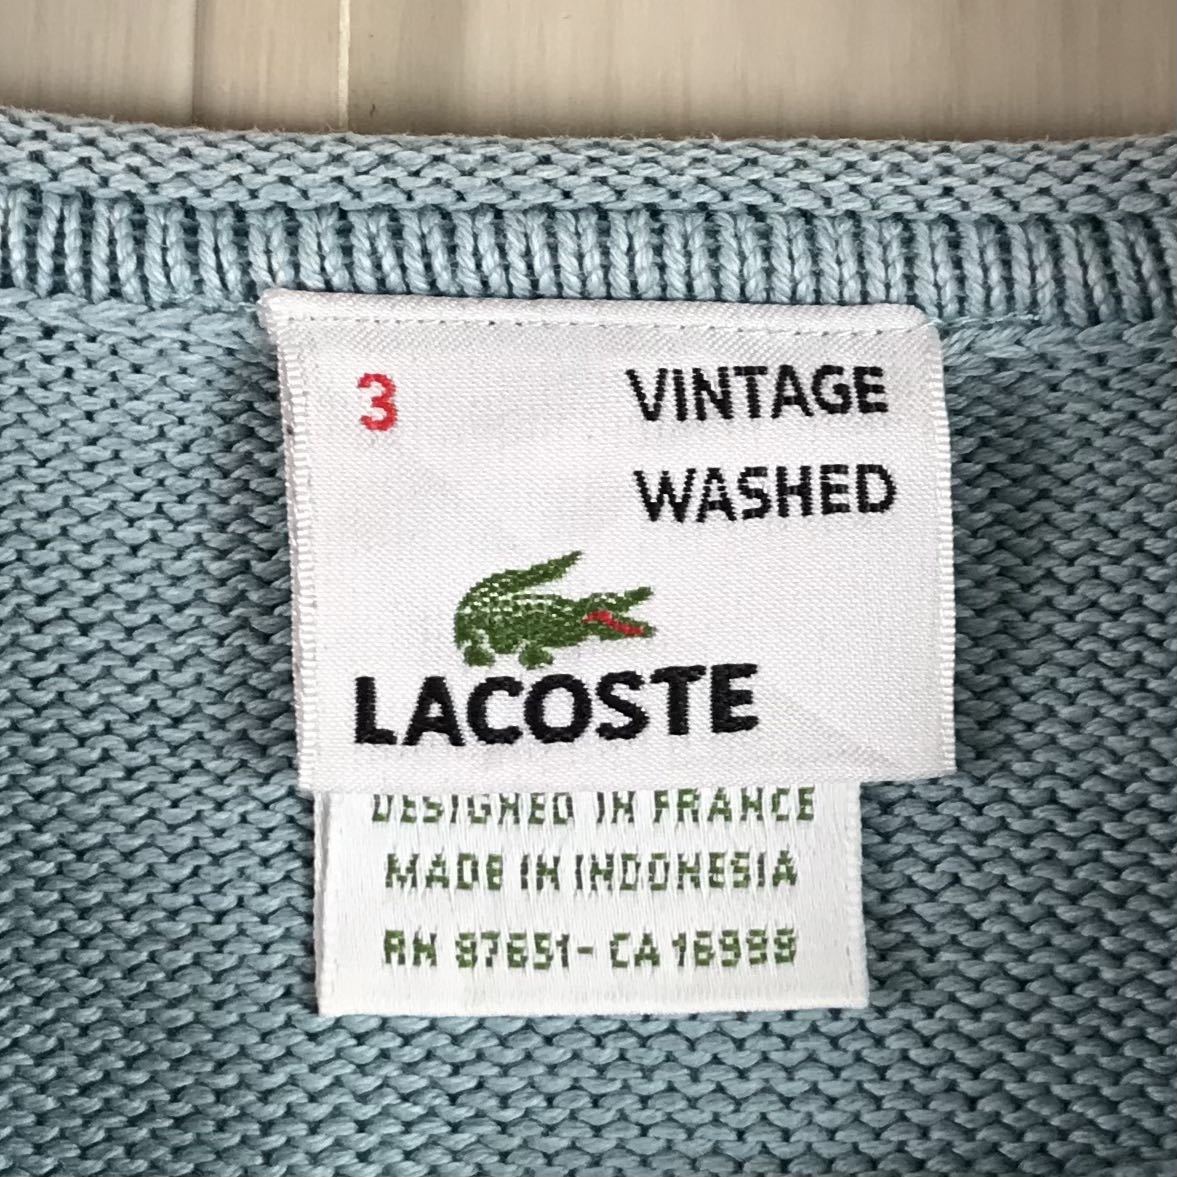 3 VINTAGE
WASHED
LACOSTE
DESIGNED IN FRANCE
MADE IN INDONESIA
RN 87651 - CA 16999